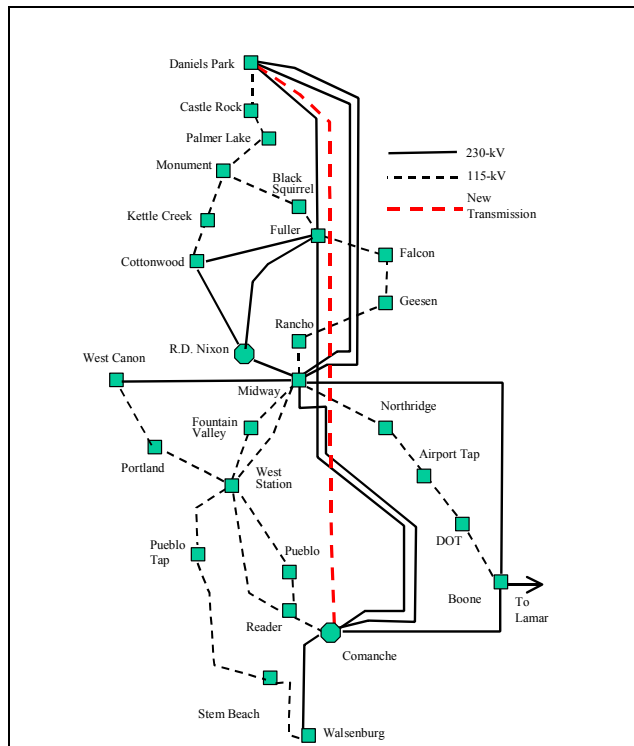 Daniels Park
Castle Rock
Palmer Lake
230-kV
115-kV
New
Transmission
Monument
Black
Squirrel
Kettle Creek
Fuller
Cottonwood
Falcon
Geesen
Rancho
R.D. Nixon
West Canon
Midway
Northridge
Fountain
Valley
Airport Tap
Portland
West
Station
DOT
Pueblo
Tap
Pueblo
Boone
To
Lamar
Reader
Comanche
Stem Beach
Walsenburg